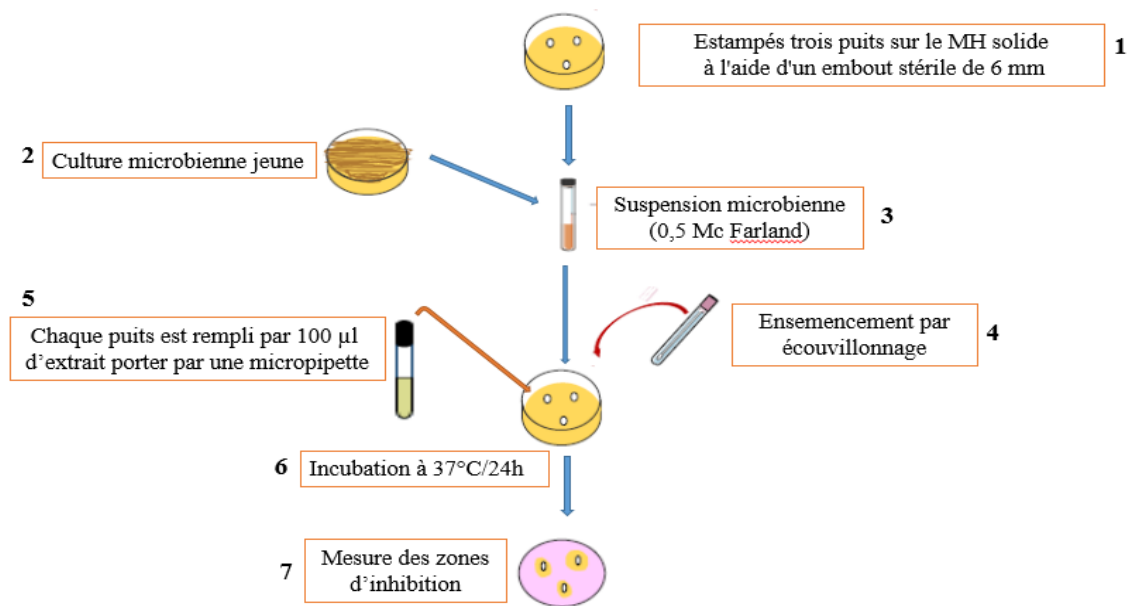 Estampés trois puits sur le MH solide
à l'aide d'un embout stérile de 6 mm
1
2
Culture microbienne jeune
Suspension microbienne
(0,5 Mc Farland)
3
5
Chaque puits est rempli par 100 µl
d’extrait porter par une micropipette
Ensemencement par
écouvillonnage
4
6
Incubation à 37°C/24h
7
Mesure des zones
d’inhibition